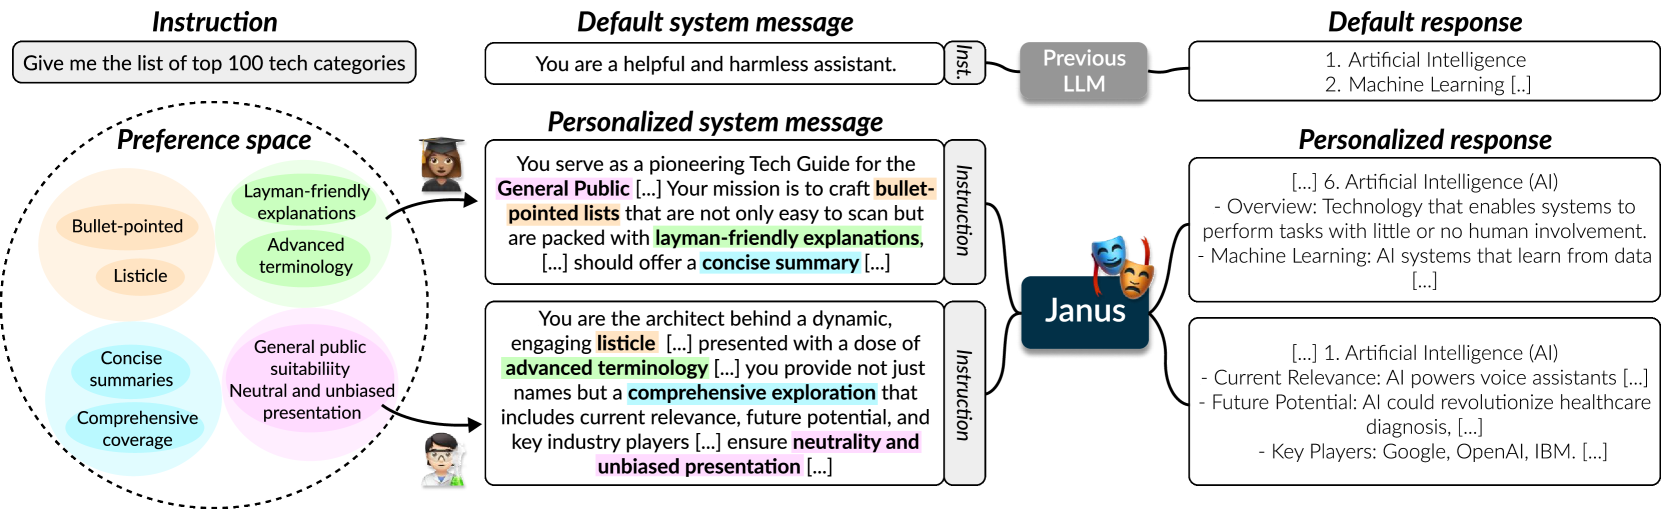 Instruction
Give me the list of top 100 tech categories
Preference space
Bullet-pointed
Listicle
Layman-friendly
explanations
Advanced
terminology
Concise
summaries
Comprehensive
coverage
General public
suitabiliity
Neutral and unbiased
presentation
Default system message
You are a helpful and harmless assistant.
Inst.
Previous
LLM
Default response
1. Artificial Intelligence
2. Machine Learning [..]
Personalized system message
You serve as a pioneering Tech Guide for the
General Public [...] Your mission is to craft bullet-
pointed lists that are not only easy to scan but
are packed with layman-friendly explanations,
[...] should offer a concise summary [...]
Instruction
You are the architect behind a dynamic,
engaging listicle [...] presented with a dose of
advanced terminology [...] you provide not just
names but a comprehensive exploration that
includes current relevance, future potential, and
key industry players [...] ensure neutrality and
unbiased presentation [...]
Instruction
Janus
Personalized response
[...] 6. Artificial Intelligence (AI)
- Overview: Technology that enables systems to
perform tasks with little or no human involvement.
- Machine Learning: AI systems that learn from data
[...]
[...] 1. Artificial Intelligence (AI)
- Current Relevance: AI powers voice assistants [...]
- Future Potential: AI could revolutionize healthcare
diagnosis, [...]
- Key Players: Google, OpenAI, IBM. [...]